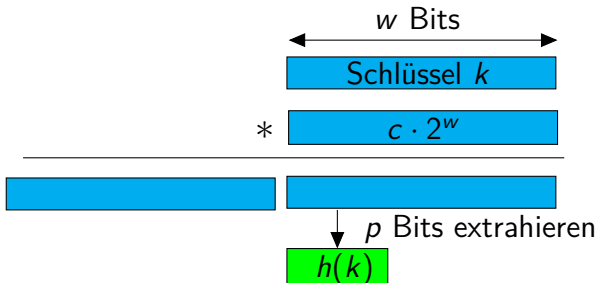 w Bits
Schlüssel k
* c · 2^w
p Bits extrahieren
h(k)